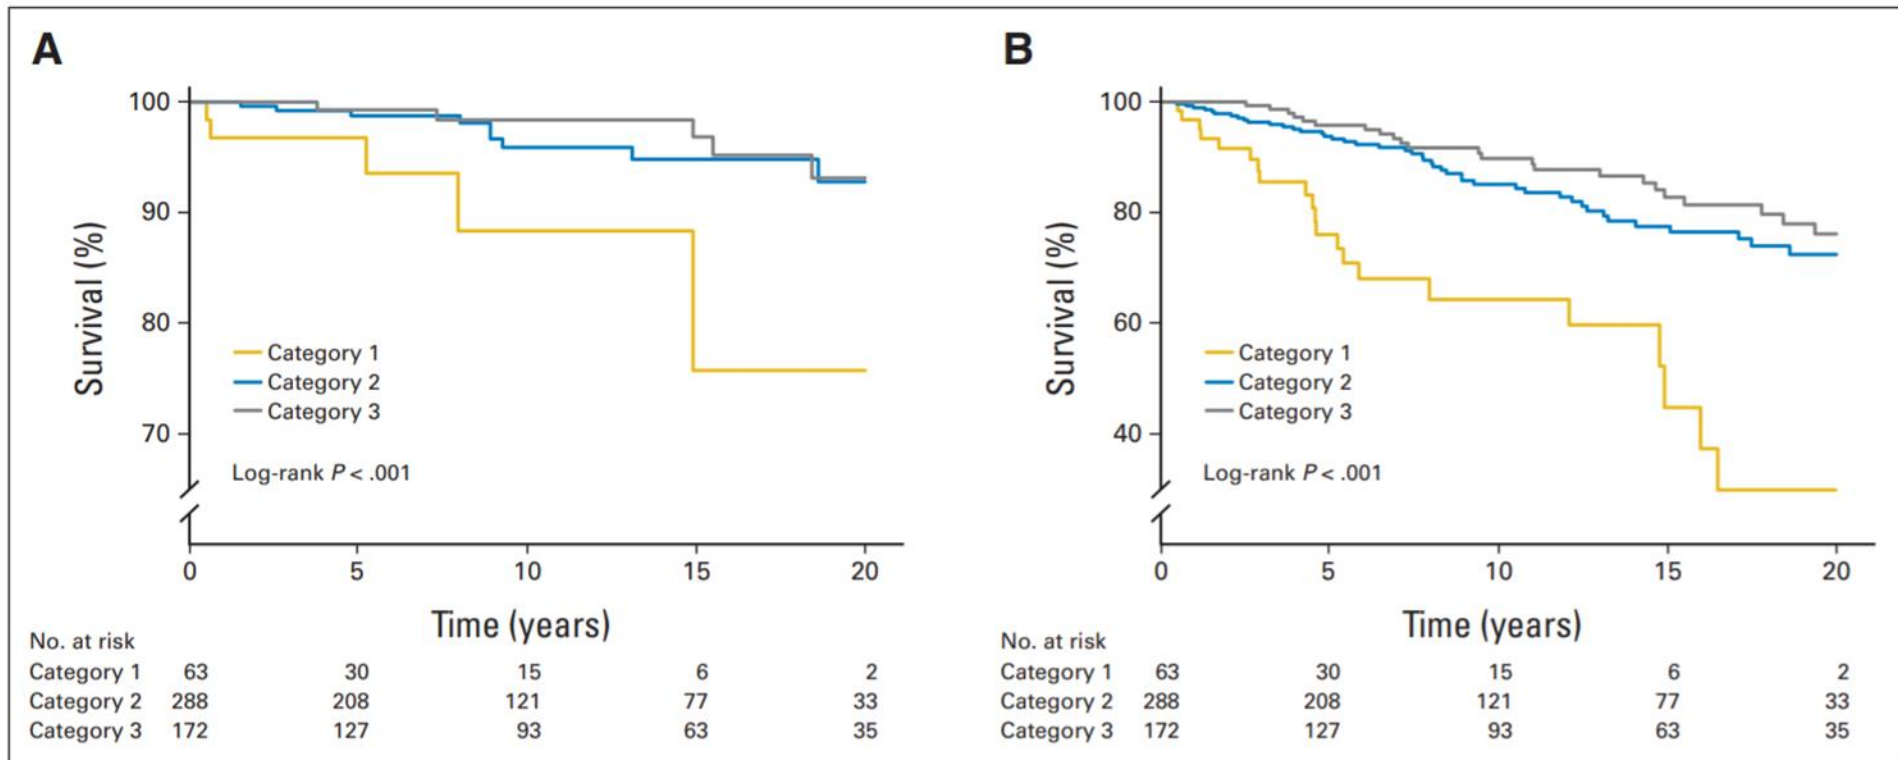 A
100
90
80
70
Survival (%)
Category 1
Category 2
Category 3
Log-rank P < .001
0 5 10 15 20
Time (years)
No. at risk
Category 1 63 30 15 6 2
Category 2 288 208 121 77 33
Category 3 172 127 93 63 35
B
100
80
60
40
Survival (%)
Category 1
Category 2
Category 3
Log-rank P < .001
0 5 10 15 20
Time (years)
No. at risk
Category 1 63 30 15 6 2
Category 2 288 208 121 77 33
Category 3 172 127 93 63 35